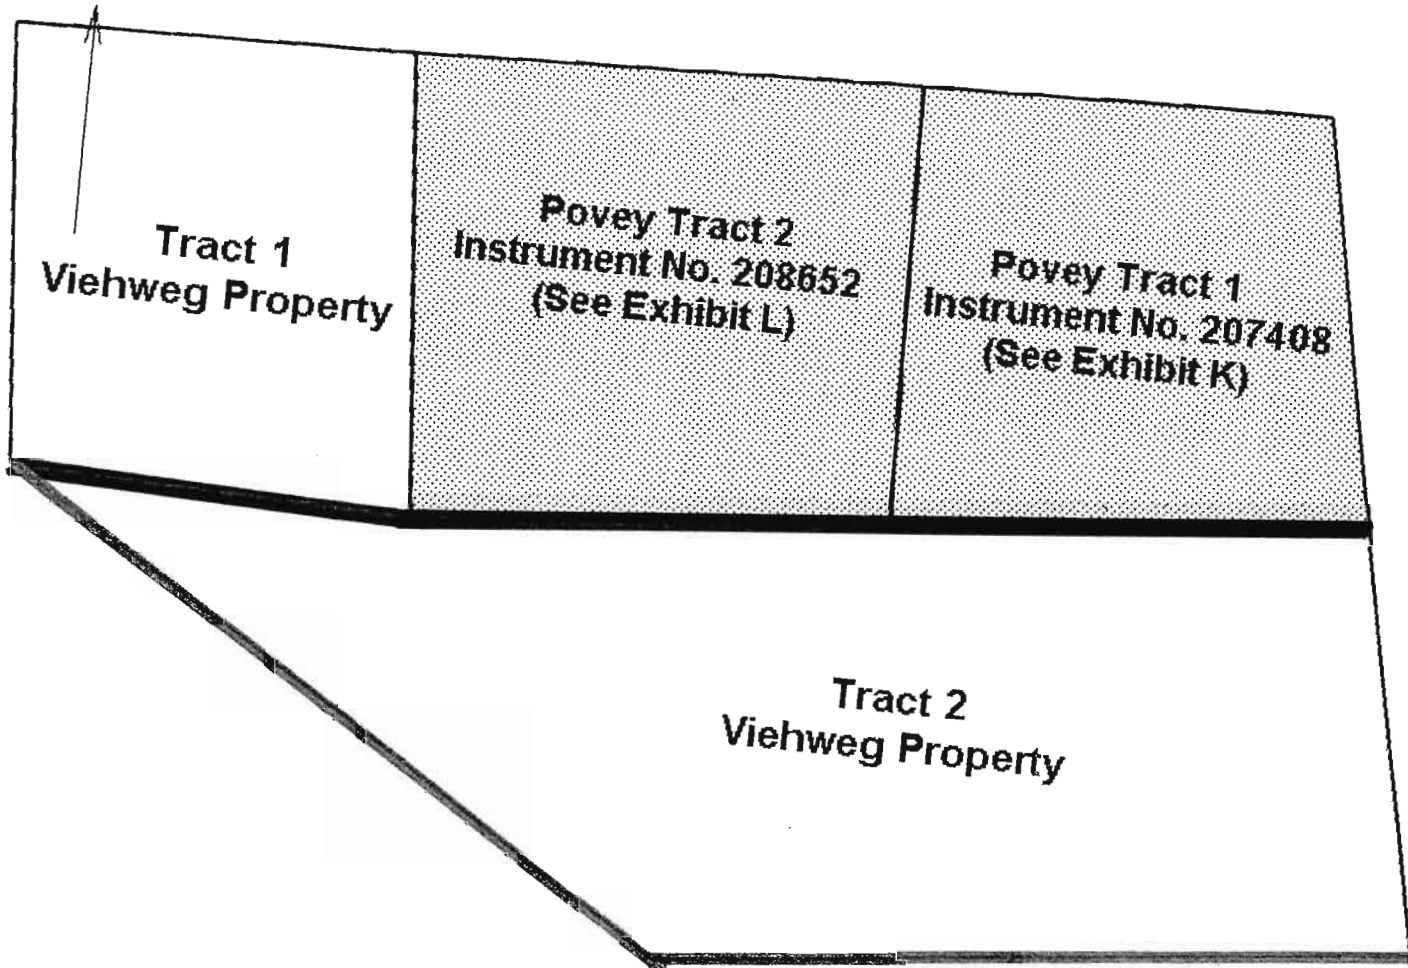 Tract 1
Viehweg Property
Povey Tract 2
Instrument No. 208652
(See Exhibit L)
Povey Tract 1
Instrument No. 207408
(See Exhibit K)
Tract 2
Viehweg Property